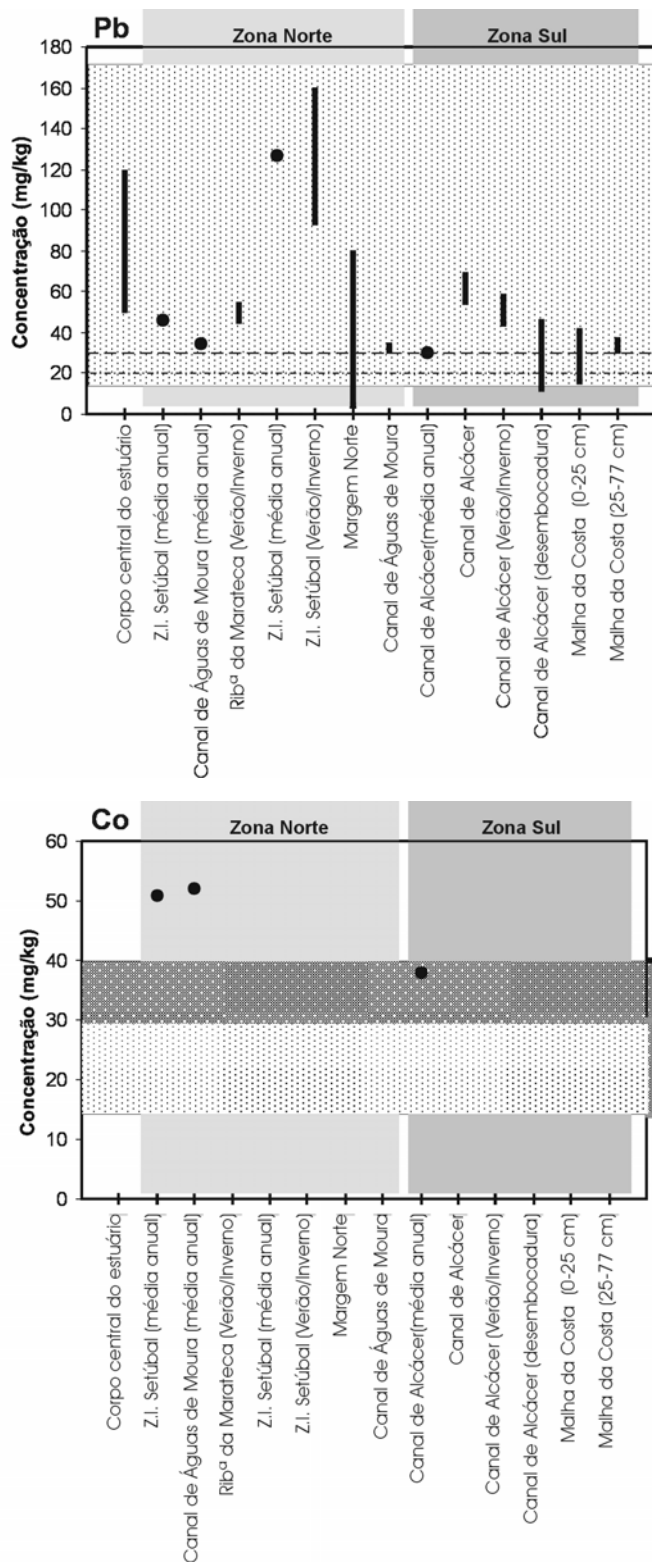 Pb
Zona Norte
Zona Sul
Concentração (mg/kg)
180
160
140
120
100
80
60
40
20
0
Corpo central do estuário
Z.I. Setúbal (média anual)
Canal de Águas de Moura (média anual)
Ribª da Marateca (Verão/Inverno)
Z.I. Setúbal (média anual)
Z.I. Setúbal (Verão/Inverno)
Margem Norte
Canal de Águas de Moura
Canal de Alcácer(média anual)
Canal de Alcácer
Canal de Alcácer (Verão/Inverno)
Canal de Alcácer (desembocadura)
Malha da Costa (0-25 cm)
Malha da Costa (25-77 cm)
Co
Zona Norte
Zona Sul
Concentração (mg/kg)
60
50
40
30
20
10
0
Corpo central do estuário
Z.I. Setúbal (média anual)
Canal de Águas de Moura (média anual)
Ribª da Marateca (Verão/Inverno)
Z.I. Setúbal (média anual)
Z.I. Setúbal (Verão/Inverno)
Margem Norte
Canal de Águas de Moura
Canal de Alcácer(média anual)
Canal de Alcácer
Canal de Alcácer (Verão/Inverno)
Canal de Alcácer (desembocadura)
Malha da Costa (0-25 cm)
Malha da Costa (25-77 cm)